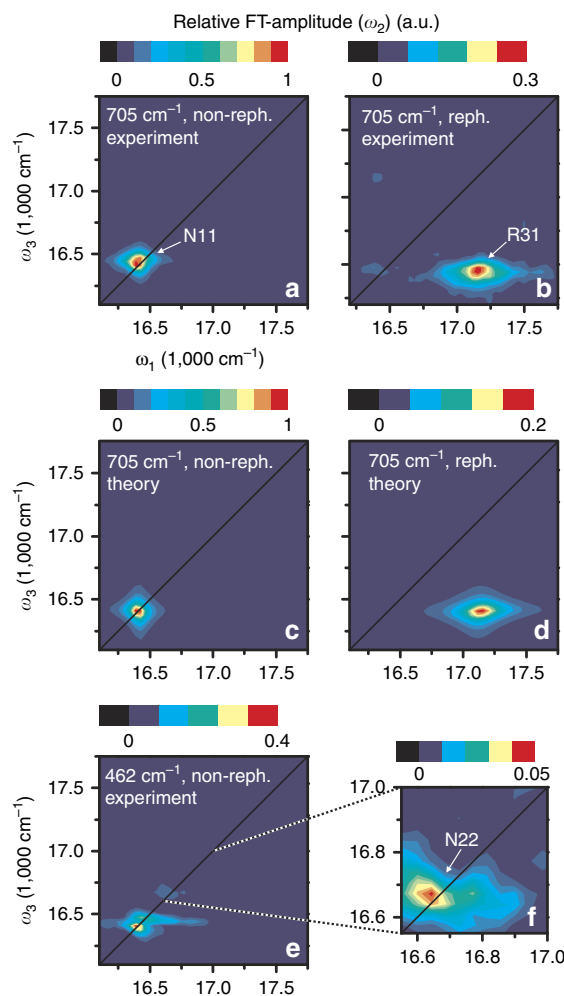 Relative FT-amplitude (ω2) (a.u.)
0 0.5 1
0 0.3
705 cm⁻¹, non-reph.
experiment
N11
a
17.5
17.0
16.5
ω3 (1,000 cm⁻¹)
16.5 17.0 17.5
ω1 (1,000 cm⁻¹)
705 cm⁻¹, reph.
experiment
R31
b
16.5 17.0 17.5
0 0.5 1
0 0.2
705 cm⁻¹, non-reph.
theory
c
17.5
17.0
16.5
ω3 (1,000 cm⁻¹)
16.5 17.0 17.5
705 cm⁻¹, reph.
theory
d
16.5 17.0 17.5
0 0.4
462 cm⁻¹, non-reph.
experiment
e
17.5
17.0
16.5
ω3 (1,000 cm⁻¹)
16.5 17.0 17.5
0 0.05
N22
f
17.0
16.8
16.6
16.6 16.8 17.0